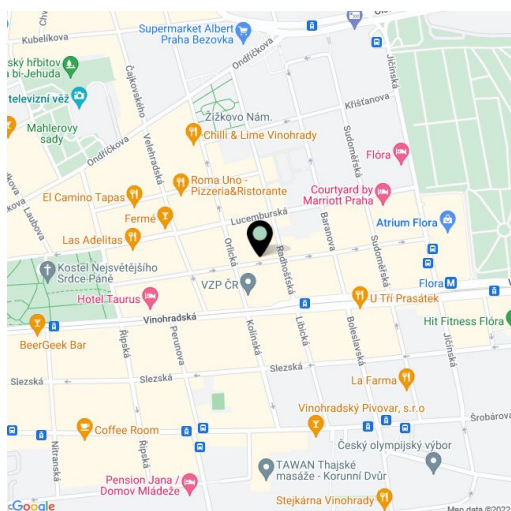 Chv
Kubelíkova
Supermarket Albert
Praha Bezovka
Ondříčkova
Jičínská
ský hřbitov
a bi-Jehuda
televizní věž
Čajkovského
Křišťanova
Žižkovo Nám.
Mahlerovy
sady
Velehradská
Chilli & Lime Vinohrady
Sudoměřská
Ondříčkova
Flóra
Roma Uno -
Pizzeria&Ristorante
Courtyard by
Marriott Praha
El Camino Tapas
Laubova
Fermé
Lucemburská
Baranova
Atrium Flora
Las Adelitas
Orlická
Radhošťská
Sudoměřská
Kostel Nejsvětějšího
Srdce Páně
VZP ČR
Flora
M
Hotel Taurus
U Tří Prasátek
Vinohradská
Hit Fitness Flóra
BeerGeek Bar
Řipská
Perunova
Kolínská
Libická
Boleslavská
Jičínská
Slezská
Slezská
Slezská
La Farma
Vinohradský Pivovar, s.r.o
Šrobárova
Coffee Room
Nitranská
Řipská
Český olympijský výbor
TAWAN Thajské
masáže - Korunní Dvůr
Pension Jana /
Domov Mládeže
Stejkárna Vinohrady
Google
Map data ©2022